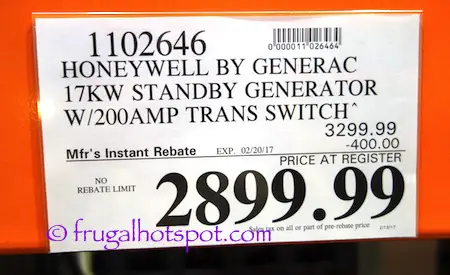 1102646
0000011026464
HONEYWELL BY GENERAC
17KW STANDBY GENERATOR
W/200AMP TRANS SWITCH^
3299.99
Mfr's Instant Rebate EXP. 02/20/17 -400.00
PRICE AT REGISTER
NO
REBATE LIMIT
2899.99
Sales tax on all or part of pre-rebate price
frugalhotspot.com